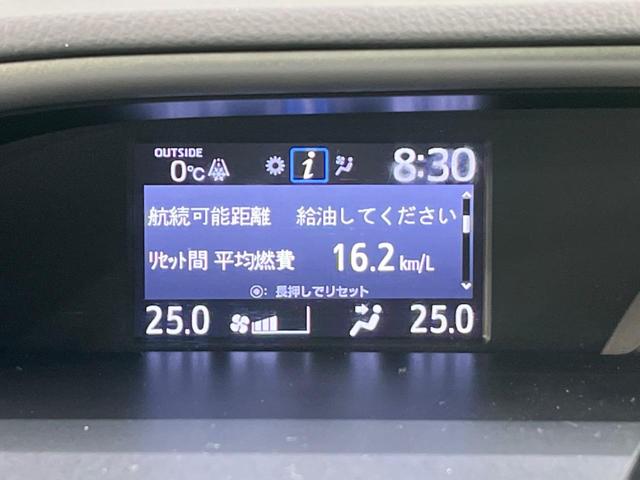 OUTSIDE
0℃ i 8:30
航続可能距離 給油してください
リセット間 平均燃費 16.2 km/L
◉: 長押しでリセット
25.0 25.0